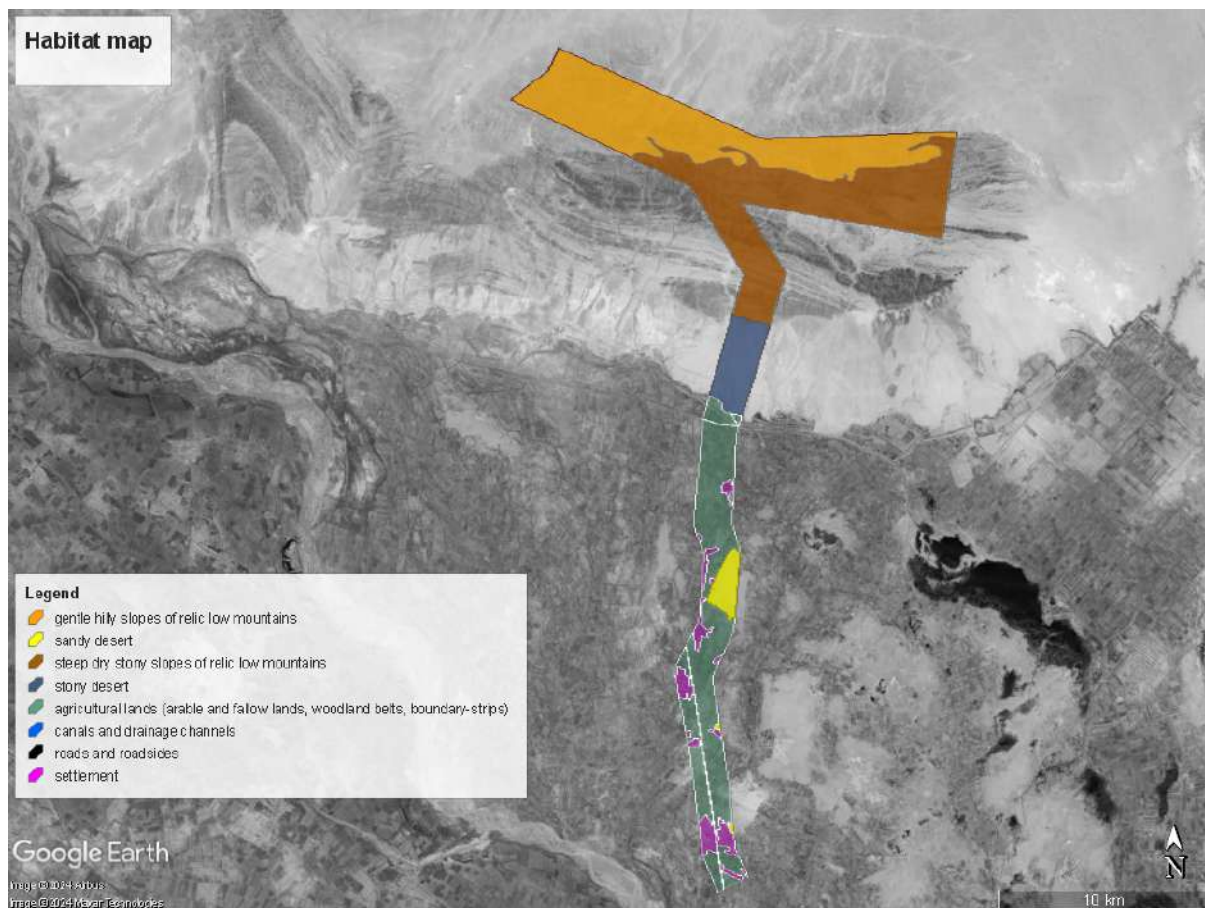 Habitat map
Legend
gentle hilly slopes of relic low mountains
sandy desert
steep dry stony slopes of relic low mountains
stony desert
agricultural lands (arable and fallow lands, woodland belts, boundary-strips)
canals and drainage channels
roads and roadsides
settlement
Google Earth
Image © 2024 Airbus
Image © 2024 Maxar Technologies
N
10 km